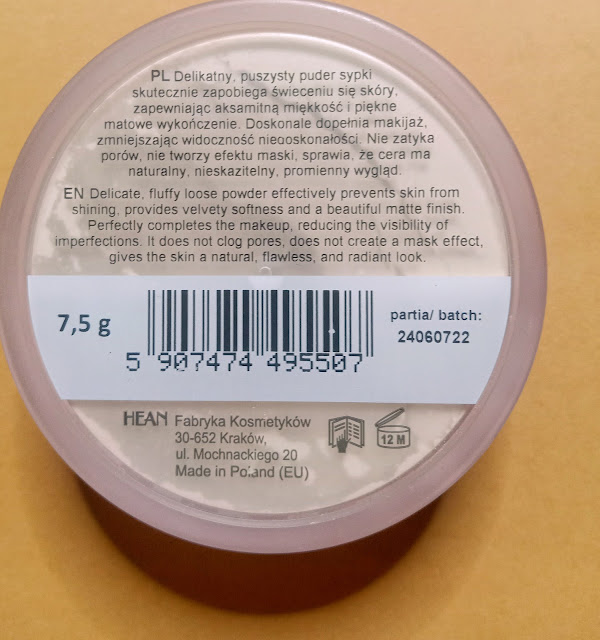 PL Delikatny, puszysty puder sypki
skutecznie zapobiega świeceniu się skóry,
zapewniając aksamitną miękkość i piękne
matowe wykończenie. Doskonale dopełnia makijaż,
zmniejszając widoczność nieooskonałości. Nie zatyka
porów, nie tworzy efektu maski, sprawia, że cera ma
naturalny, nieskazitelny, promienny wygląd.
EN Delicate, fluffy loose powder effectively prevents skin from
shining, provides velvety softness and a beautiful matte finish.
Perfectly completes the makeup, reducing the visibility of
imperfections. It does not clog pores, does not create a mask effect,
gives the skin a natural, flawless, and radiant look.
7,5 g
partia/ batch:
24060722
5 907474 495507
HEAN Fabryka Kosmetyków
30-652 Kraków,
ul. Mochnackiego 20
Made in Poland (EU)
12 M